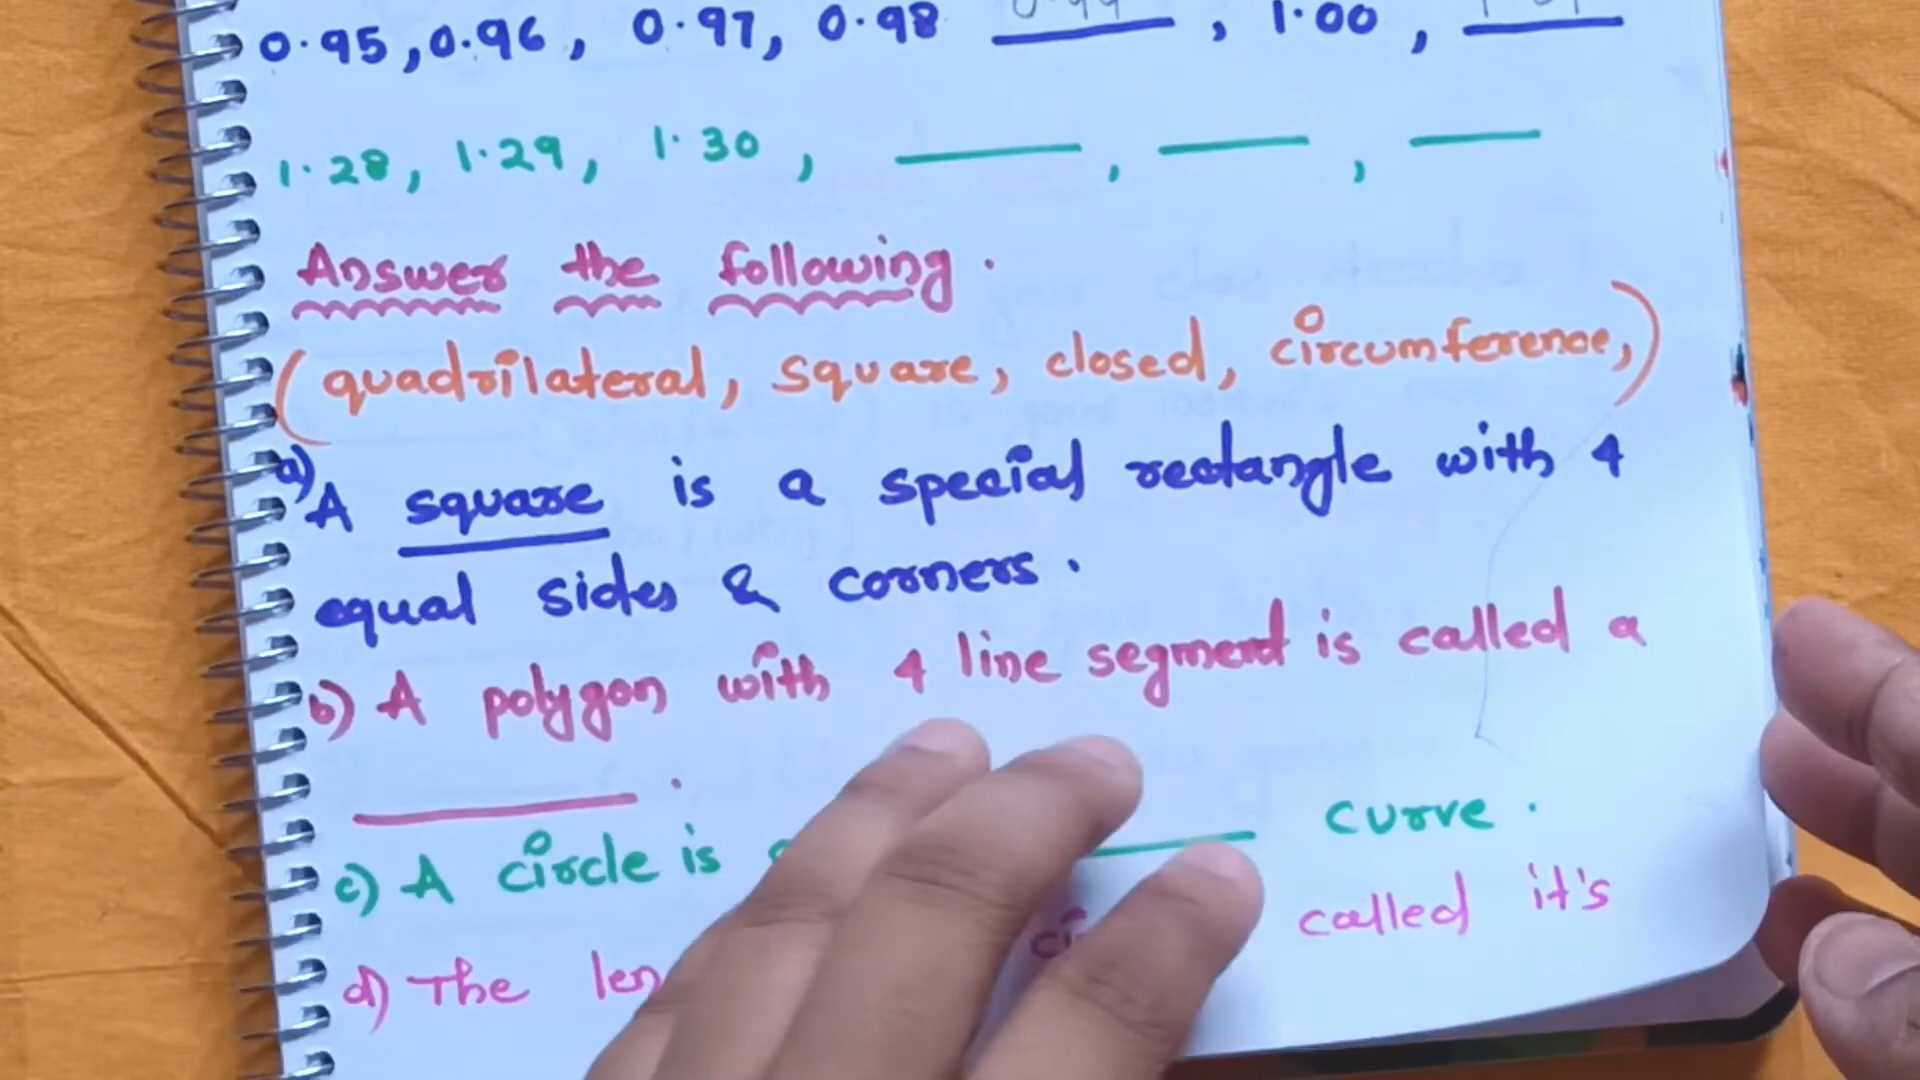 0.95, 0.96, 0.97, 0.98 ____, 1.00, ____
1.28, 1.29, 1.30, ____, ____, ____
Answer the following.
(quadrilateral, square, closed, circumference,)
a) A square is a special rectangle with 4
equal sides & corners.
b) A polygon with 4 line segment is called a
____.
c) A circle is ____ curve.
d) The called it's